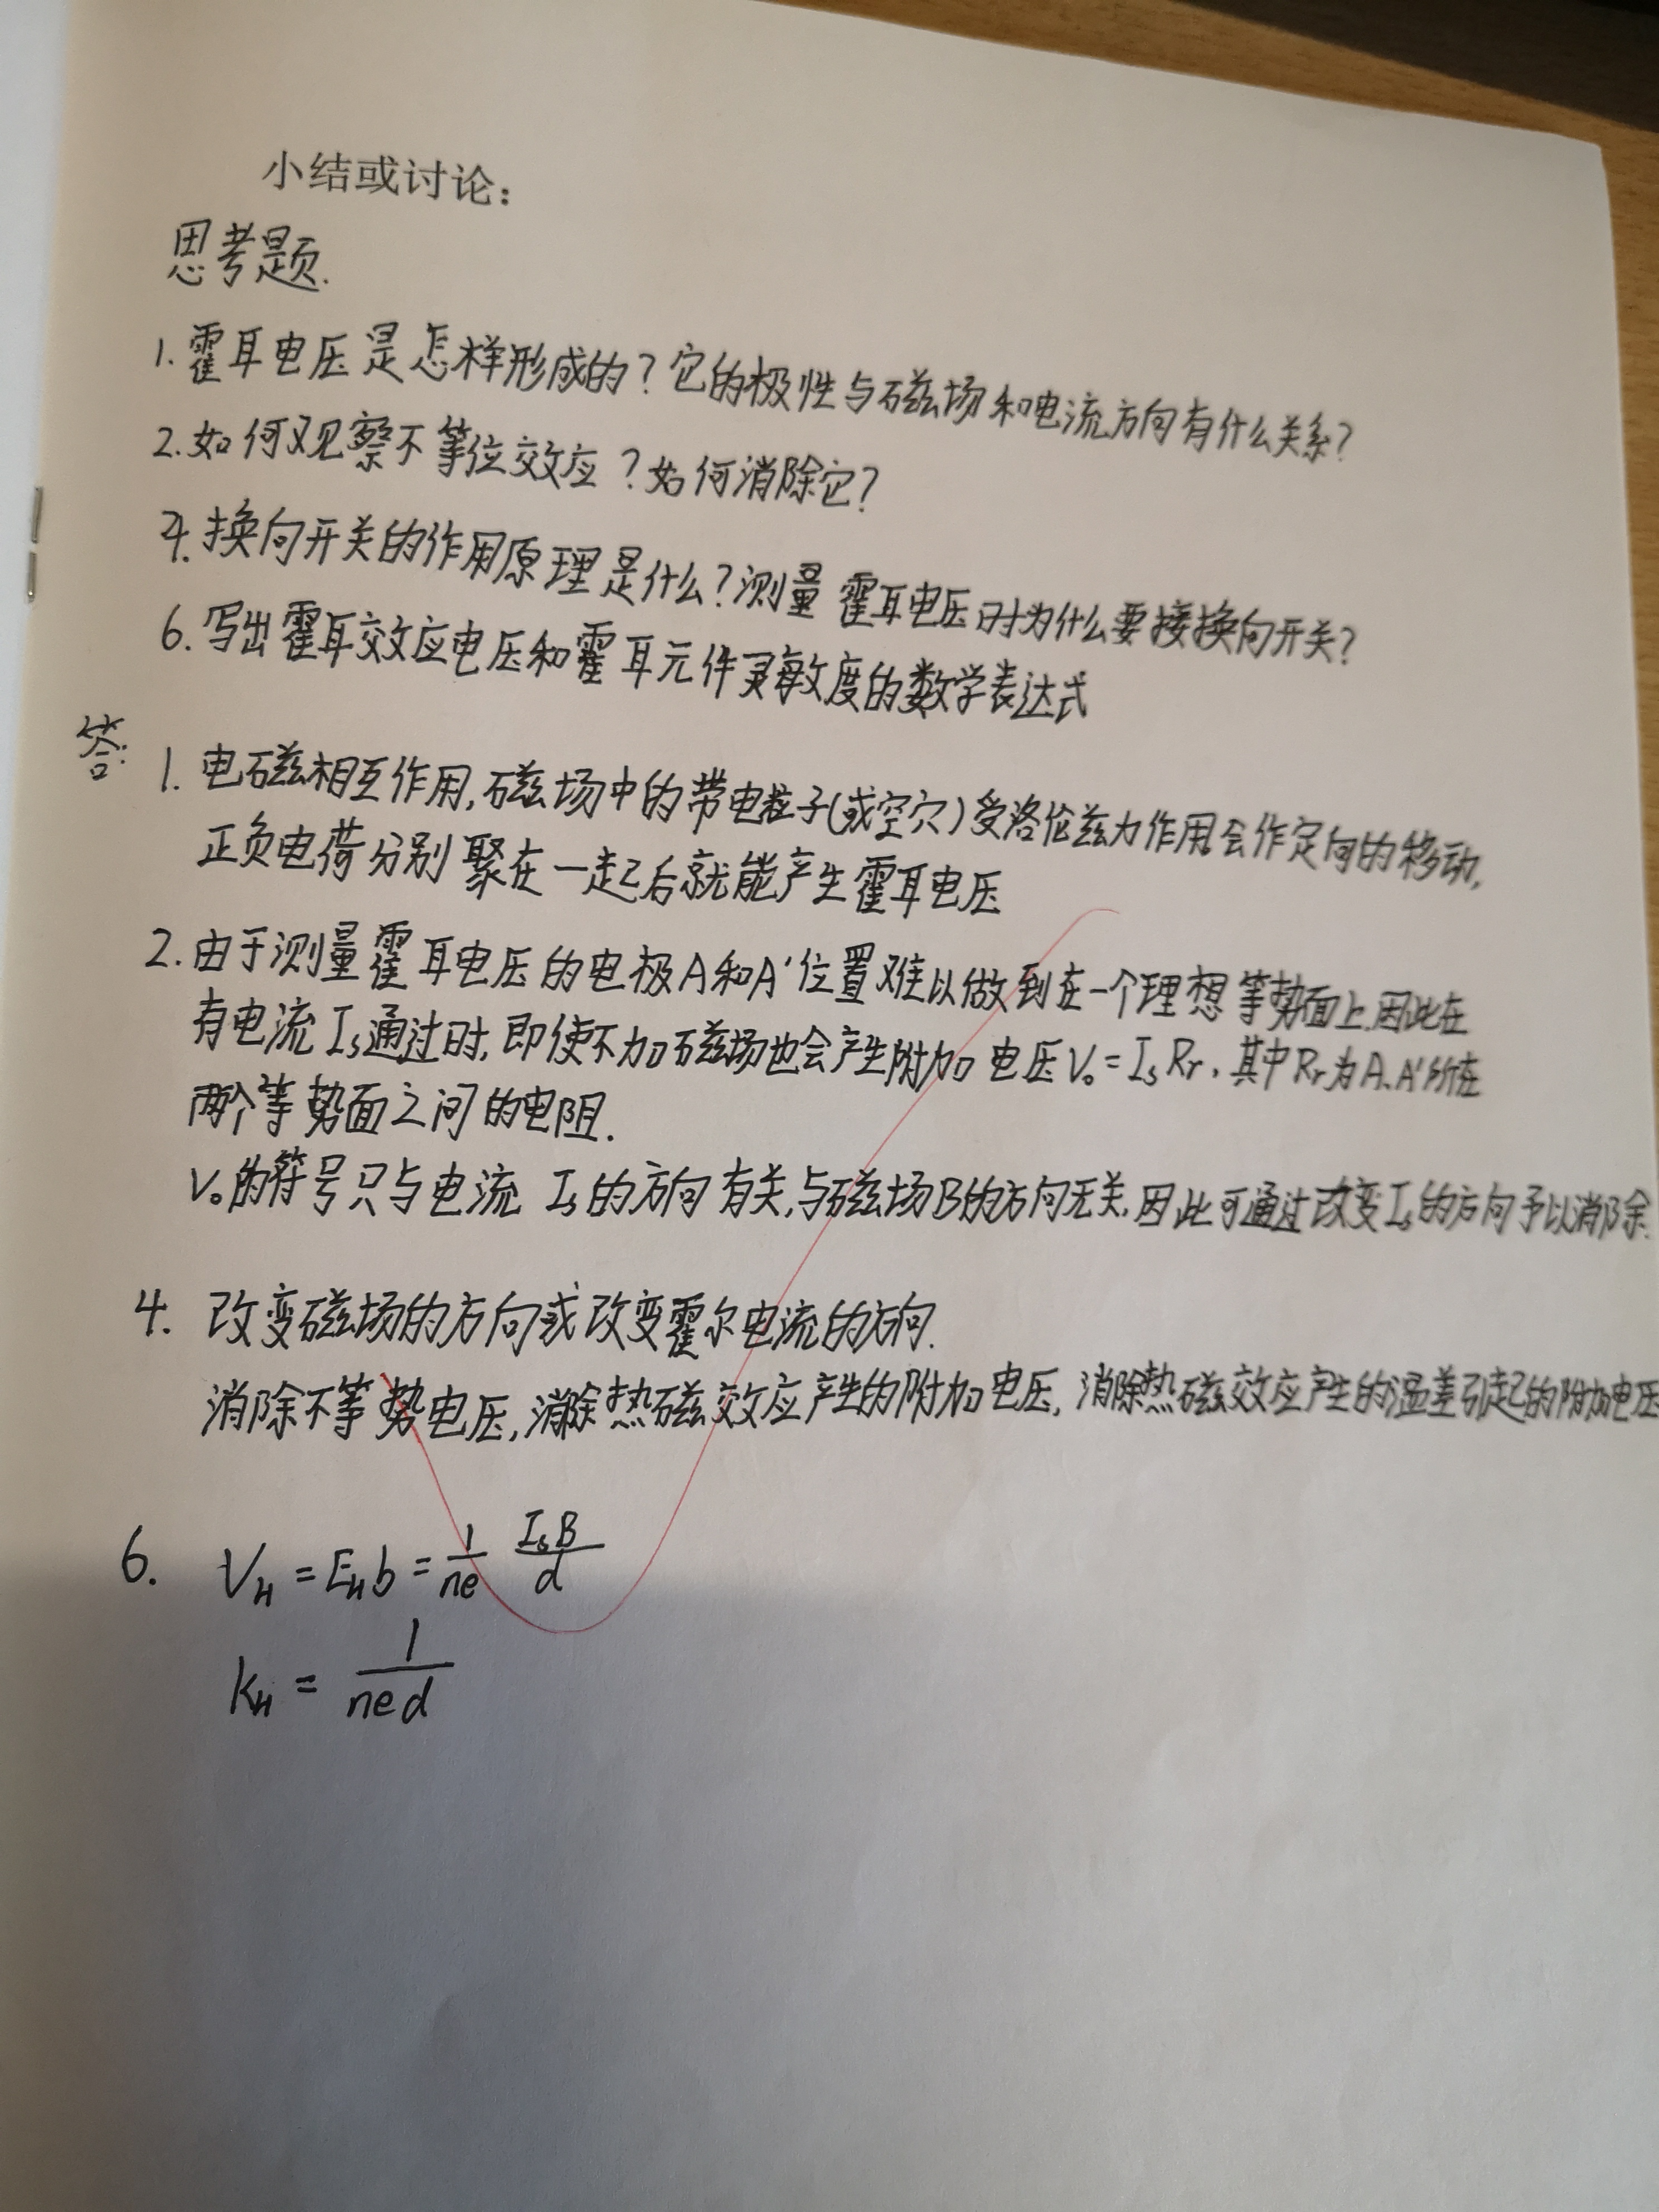 小结或讨论：
思考题.
1. 霍耳电压是怎样形成的？它的极性与磁场和电流方向有什么关系？
2. 如何观察不等位效应？如何消除它？
4. 换向开关的作用原理是什么？测量霍耳电压时为什么要接换向开关？
6. 写出霍耳效应电压和霍耳元件灵敏度的数学表达式
答：1. 电磁相互作用，磁场中的带电粒子（或空穴）受洛伦兹力作用会作定向的移动，
正负电荷分别聚在一起后就能产生霍耳电压
2. 由于测量霍耳电压的电极A和A'位置难以做到在一个理想等势面上，因此在
有电流Is通过时，即使不加磁场也会产生附加电压V₀=IsRr，其中Rr为A、A'所在
两个等势面之间的电阻.
V₀的符号只与电流Is的方向有关，与磁场B的方向无关，因此可通过改变Is的方向予以消除.
4. 改变磁场的方向或改变霍尔电流的方向.
消除不等势电压，消除热磁效应产生的附加电压，消除热磁效应产生的温差引起的附加电压
6. V_H = E_H b = 1/ne IsB/d
k_H = 1/ned